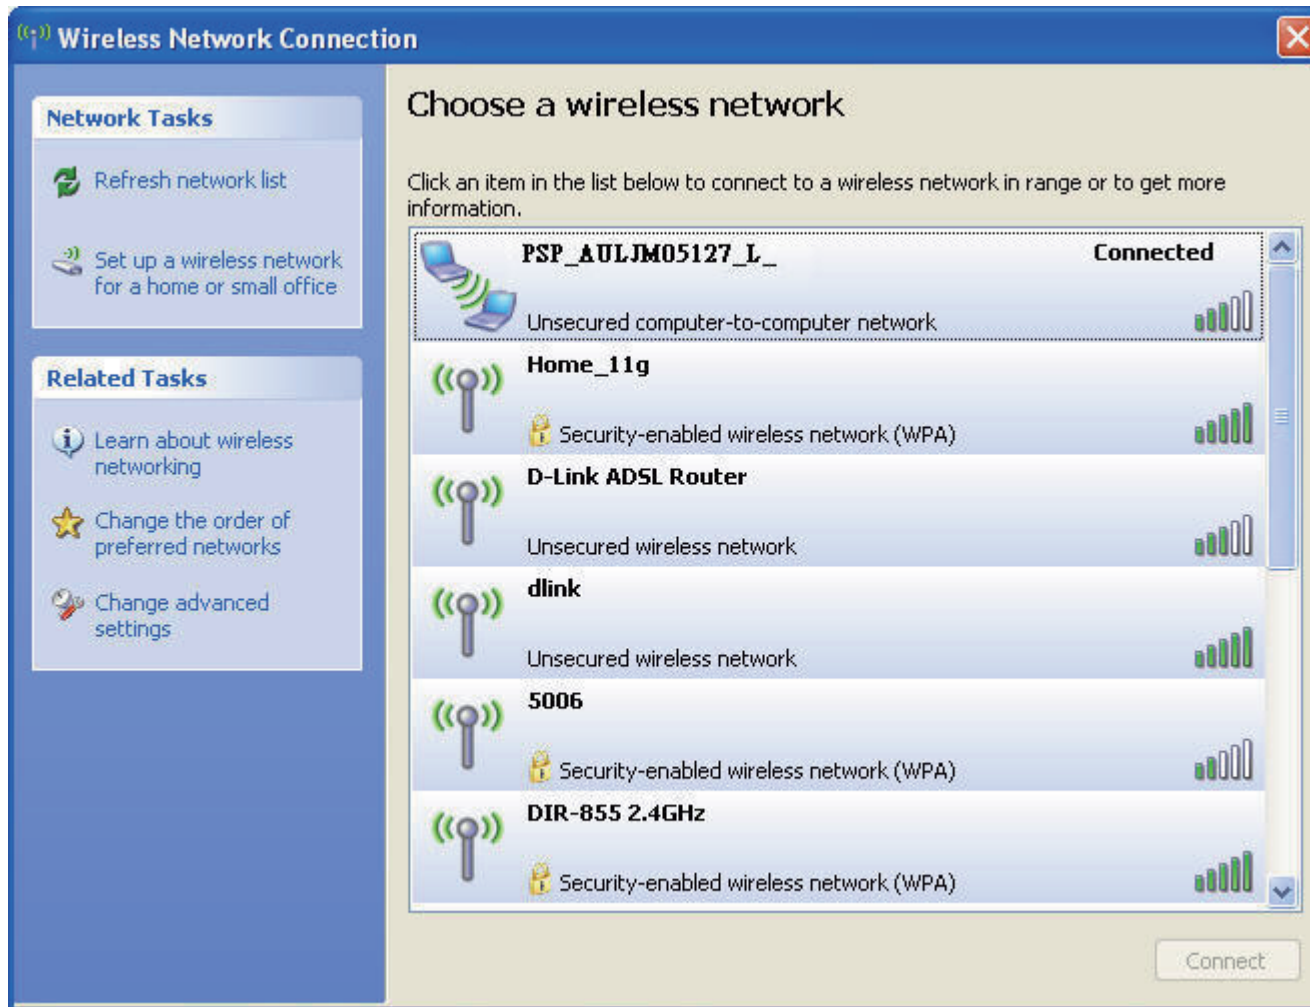 Wireless Network Connection
Network Tasks
Refresh network list
Set up a wireless network
for a home or small office
Related Tasks
Learn about wireless
networking
Change the order of
preferred networks
Change advanced
settings
Choose a wireless network
Click an item in the list below to connect to a wireless network in range or to get more
information.
PSP_AULJM05127_L_ Connected
Unsecured computer-to-computer network
Home_11g
Security-enabled wireless network (WPA)
D-Link ADSL Router
Unsecured wireless network
dlink
Unsecured wireless network
5006
Security-enabled wireless network (WPA)
DIR-855 2.4GHz
Security-enabled wireless network (WPA)
Connect